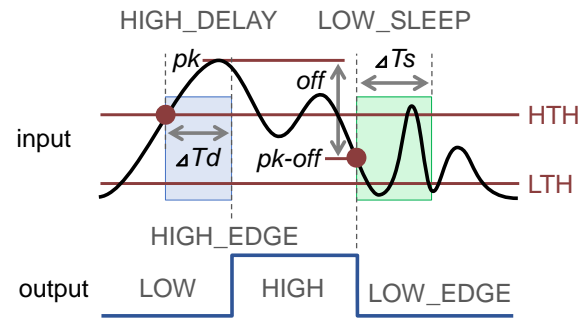 HIGH_DELAY LOW_SLEEP
pk off ⊿Ts
input HTH
⊿Td pk-off
LTH
HIGH_EDGE
output LOW HIGH LOW_EDGE